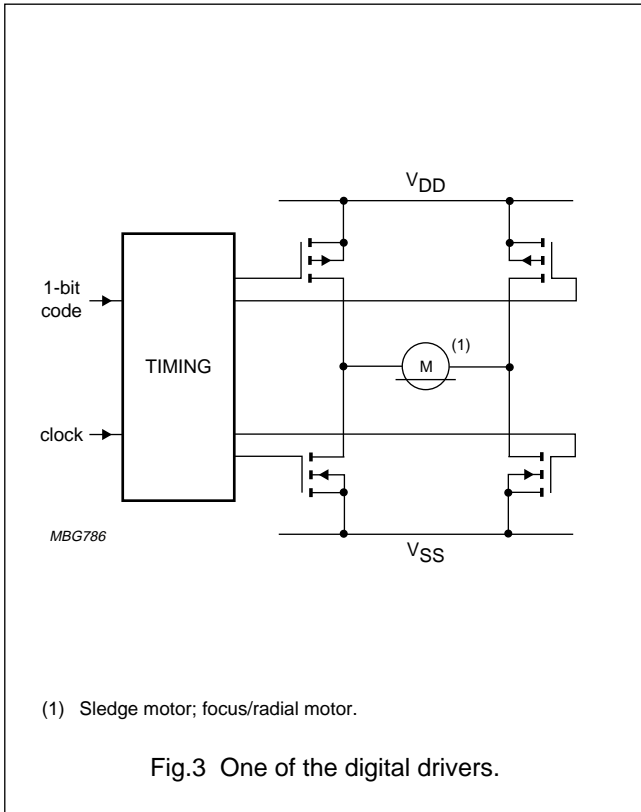 VDD
1-bit
code
TIMING
(1)
M
clock
MBG786
VSS
(1) Sledge motor; focus/radial motor.
Fig.3 One of the digital drivers.